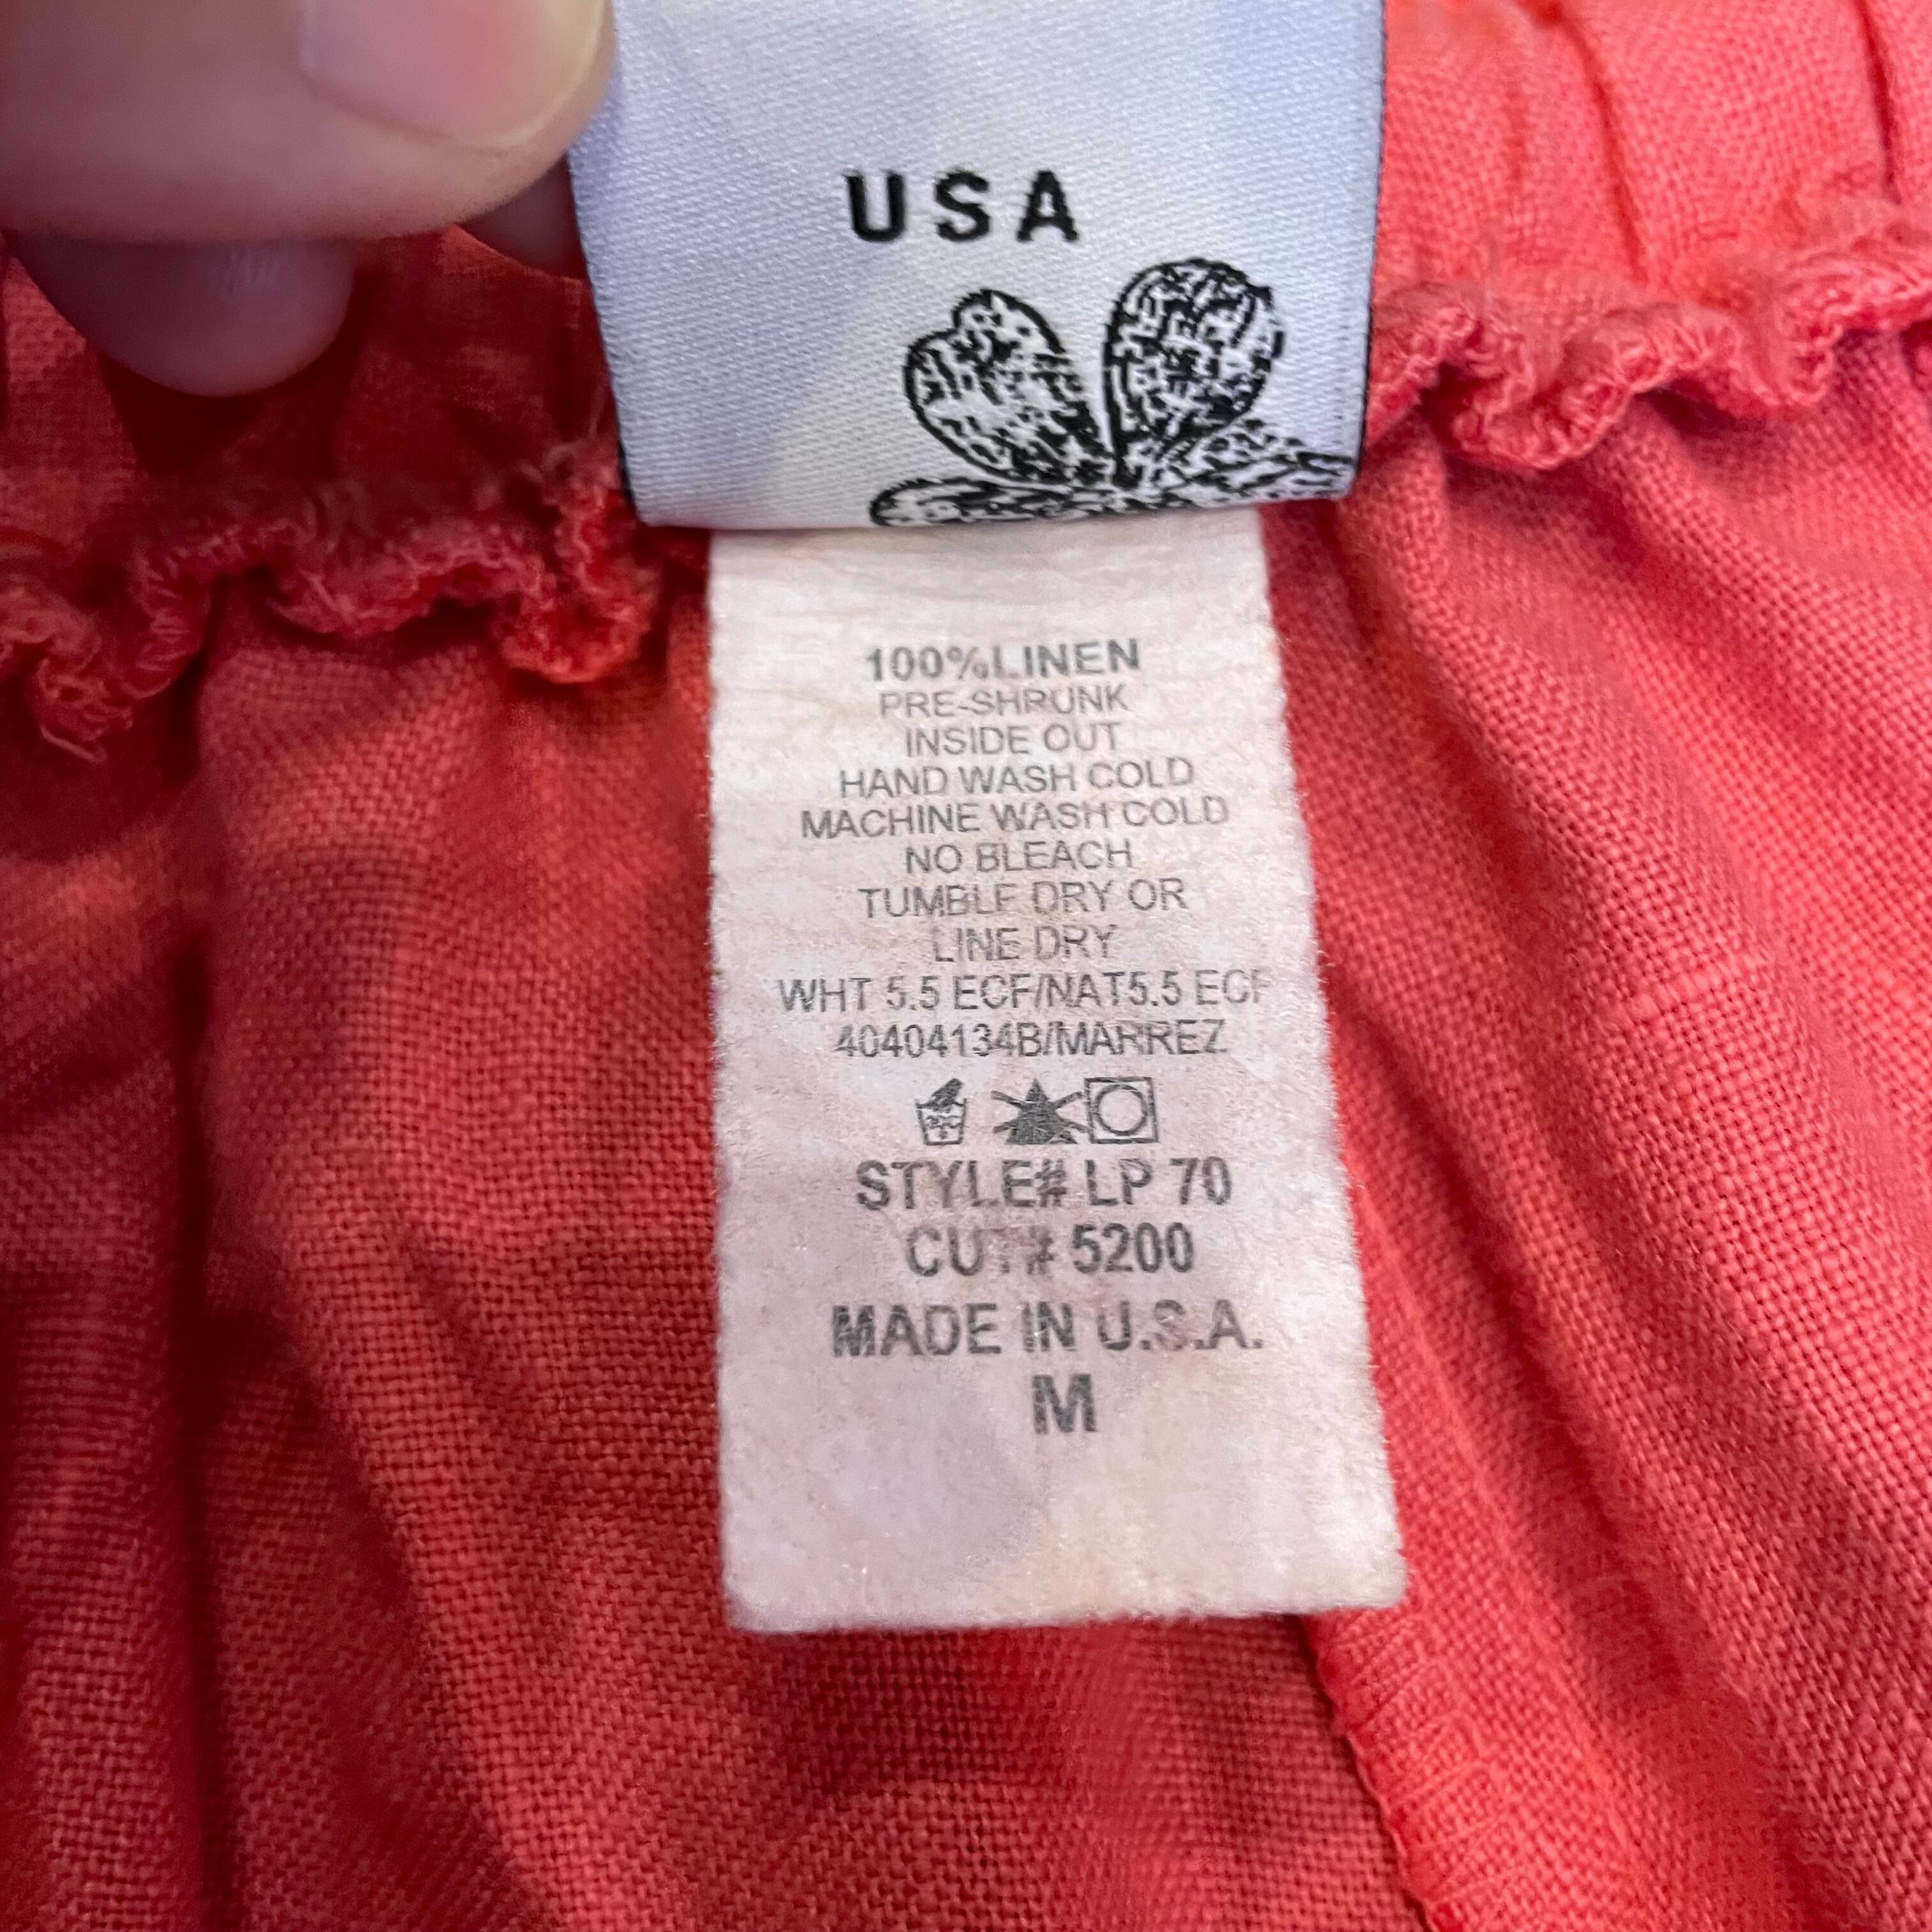 USA
100%LINEN
PRE-SHRUNK
INSIDE OUT
HAND WASH COLD
MACHINE WASH COLD
NO BLEACH
TUMBLE DRY OR
LINE DRY
WHT 5.5 ECF/NAT5.5 ECF
40404134B/MARREZ
STYLE# LP 70
CUT# 5200
MADE IN U.S.A.
M